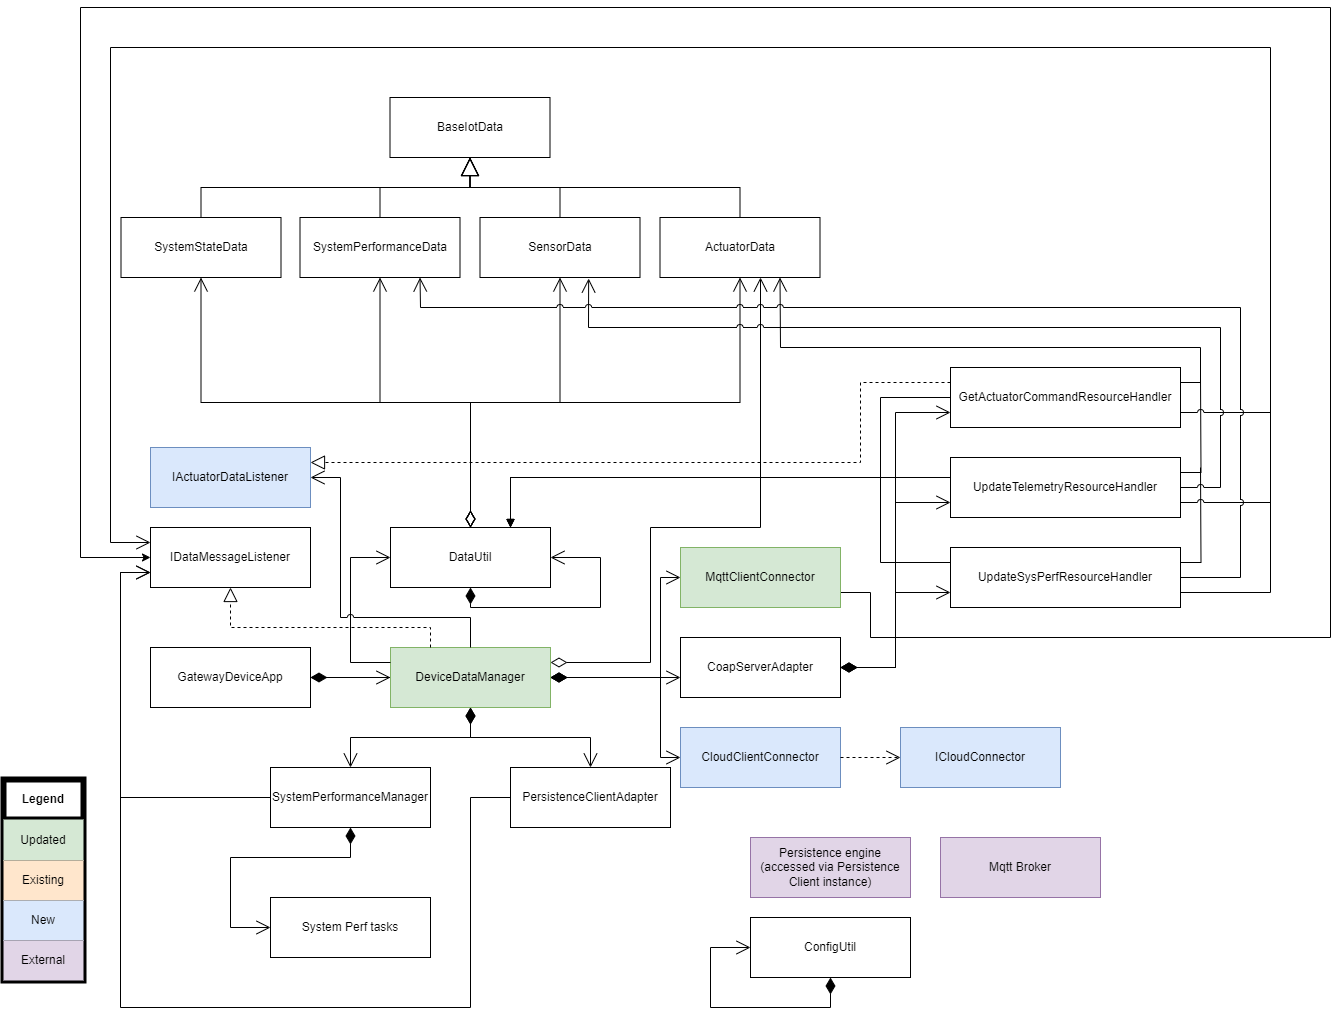 BaseIotData
SystemStateData
SystemPerformanceData
SensorData
ActuatorData
GetActuatorCommandResourceHandler
IActuatorDataListener
UpdateTelemetryResourceHandler
IDataMessageListener
DataUtil
MqttClientConnector
UpdateSysPerfResourceHandler
GatewayDeviceApp
DeviceDataManager
CoapServerAdapter
CloudClientConnector
ICloudConnector
SystemPerformanceManager
PersistenceClientAdapter
Legend
Updated
Existing
New
External
Persistence engine
(accessed via Persistence
Client instance)
Mqtt Broker
System Perf tasks
ConfigUtil